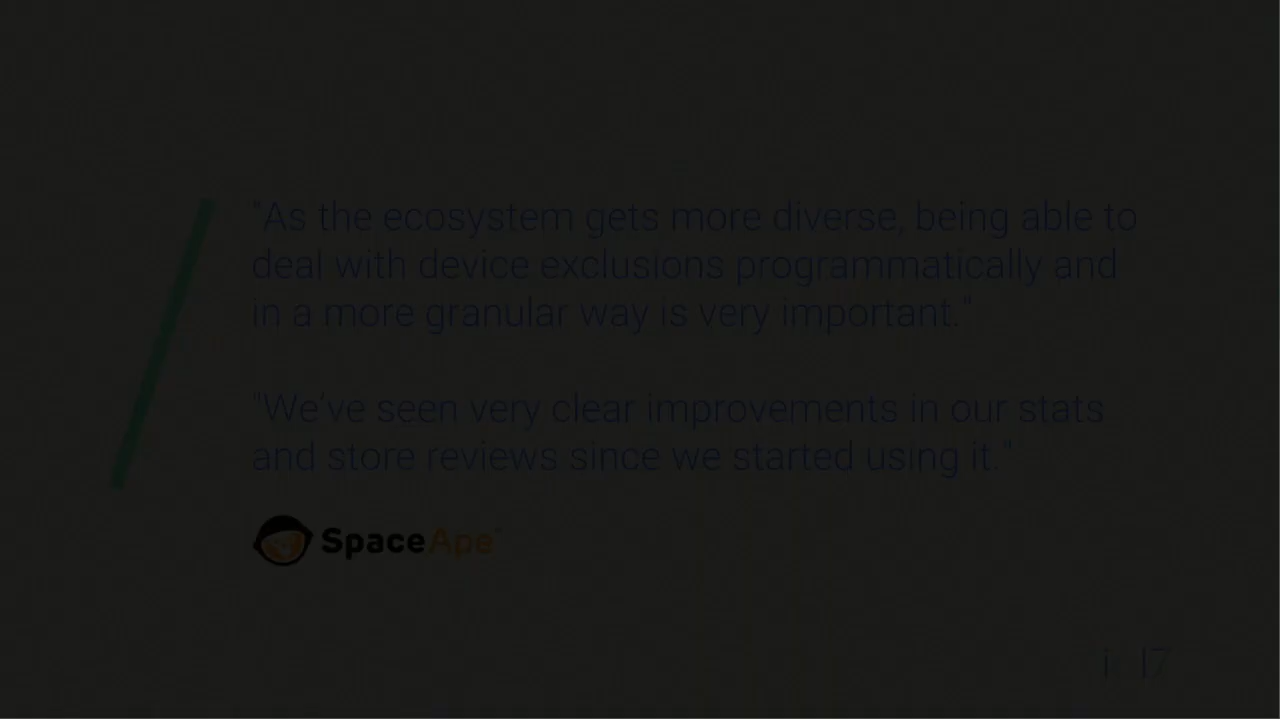 "As the ecosystem gets more diverse, being able to
deal with device exclusions programmatically and
in a more granular way is very important."
"We've seen very clear improvements in our stats
and store reviews since we started using it."
SpaceApe